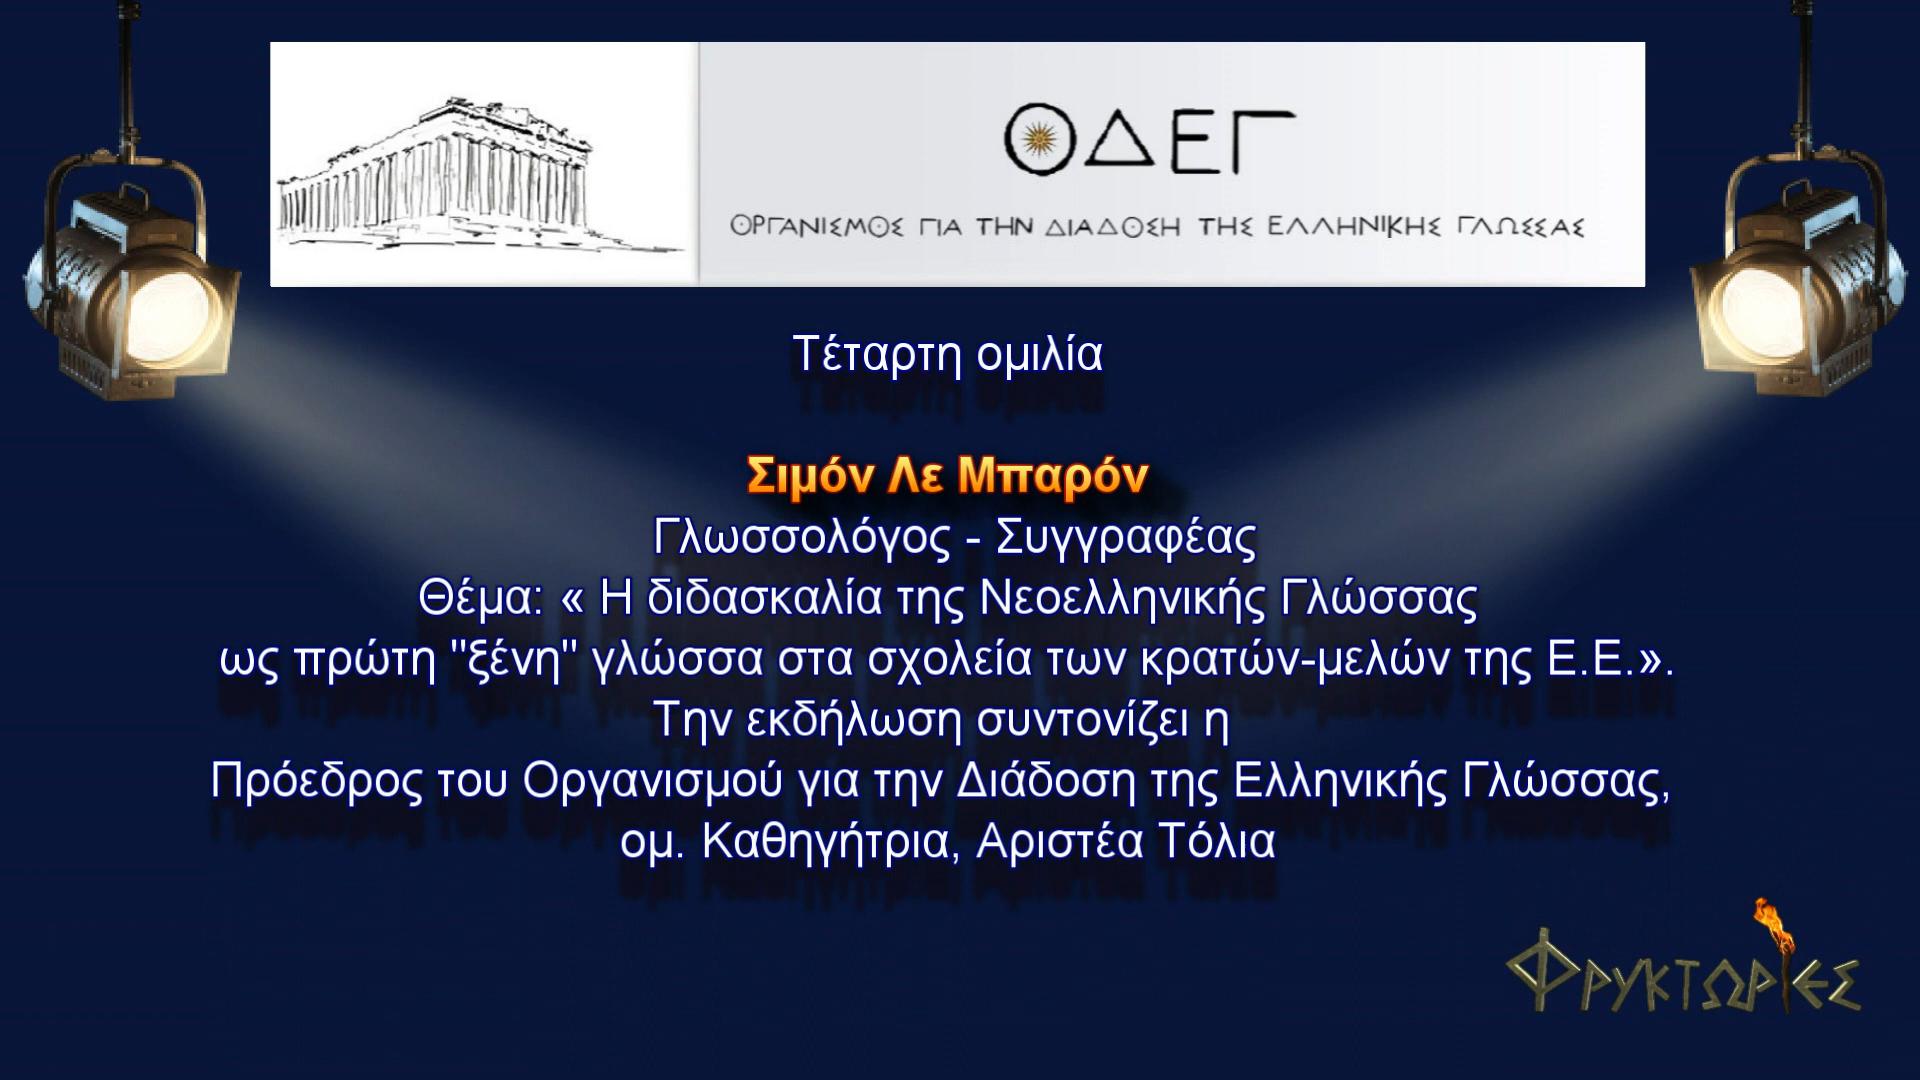 ΟΔΕΓ
ΟΡΓΑΝΙΣΜΟΣ ΓΙΑ ΤΗΝ ΔΙΑΔΟΣΗ ΤΗΣ ΕΛΛΗΝΙΚΗΣ ΓΛΩΣΣΑΣ
Τέταρτη ομιλία
Σιμόν Λε Μπαρόν
Γλωσσολόγος - Συγγραφέας
Θέμα: « Η διδασκαλία της Νεοελληνικής Γλώσσας
ως πρώτη "ξένη" γλώσσα στα σχολεία των κρατών-μελών της Ε.Ε.».
Την εκδήλωση συντονίζει η
Πρόεδρος του Οργανισμού για την Διάδοση της Ελληνικής Γλώσσας,
ομ. Καθηγήτρια, Αριστέα Τόλια
ΦΡΥΚΤΩΡΙΕΣ